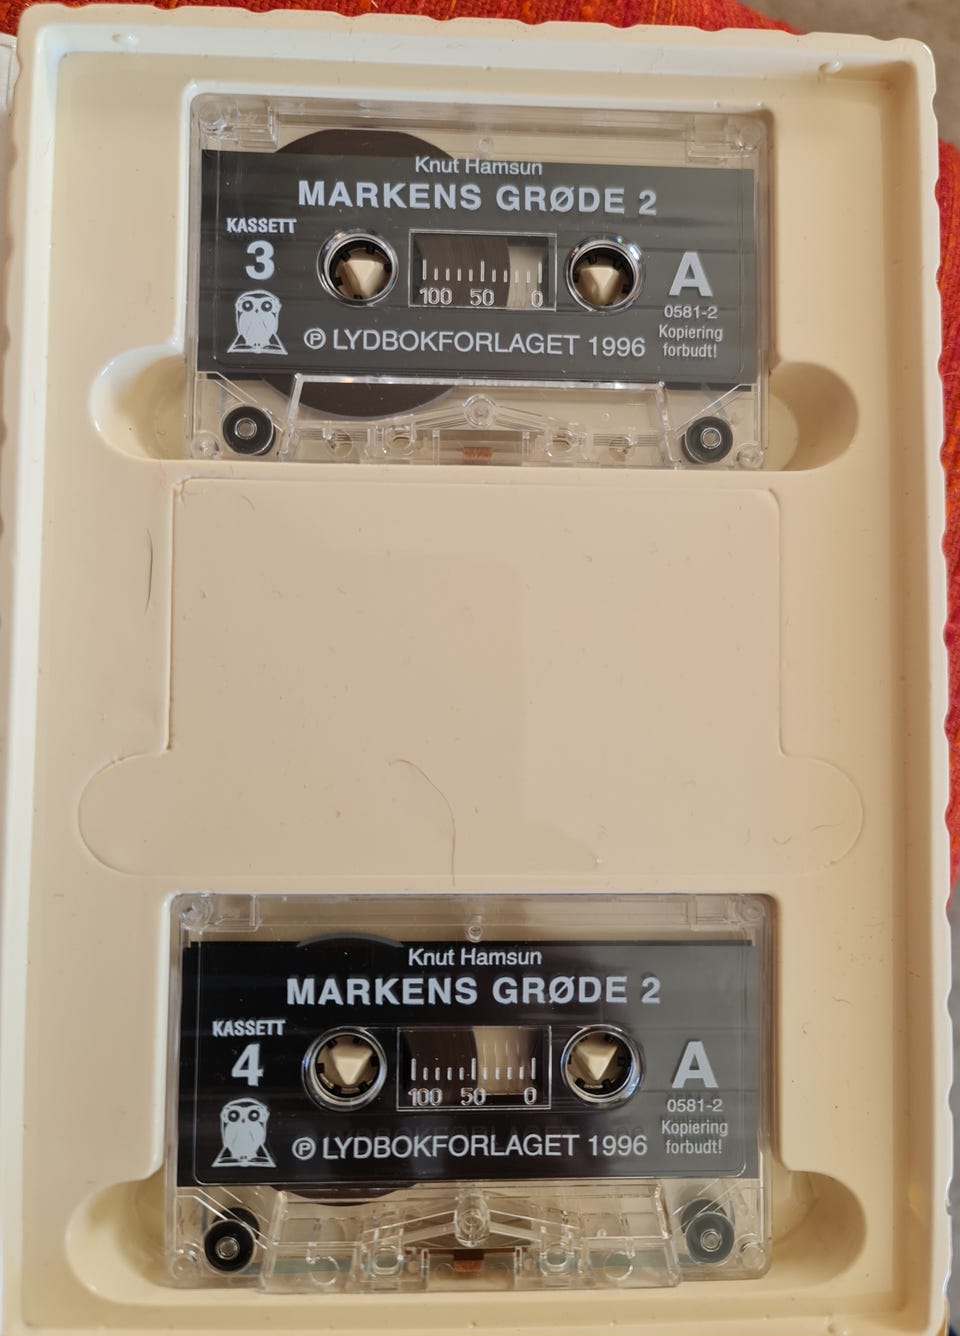 Knut Hamsun
MARKENS GRØDE 2
KASSETT
3
100 50 0
A
0581-2
Kopiering
forbudt!
℗ LYDBOKFORLAGET 1996
Knut Hamsun
MARKENS GRØDE 2
KASSETT
4
100 50 0
A
0581-2
Kopiering
forbudt!
℗ LYDBOKFORLAGET 1996